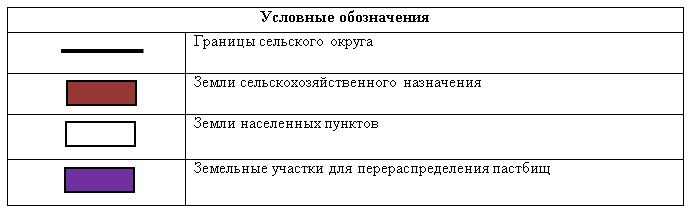 Условные обозначения
Границы сельского округа
Земли сельскохозяйственного назначения
Земли населенных пунктов
Земельные участки для перераспределения пастбищ